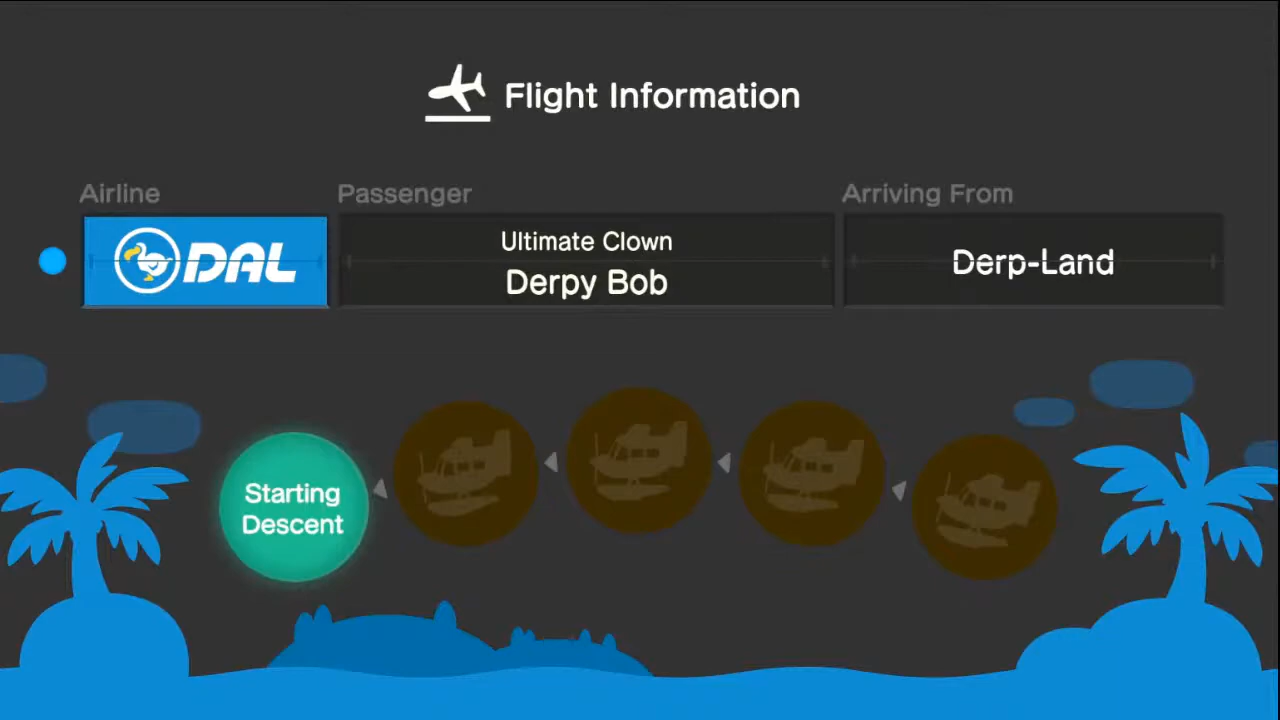 Flight Information
Airline
Passenger
Arriving From
DAL
Ultimate Clown
Derpy Bob
Derp-Land
Starting
Descent